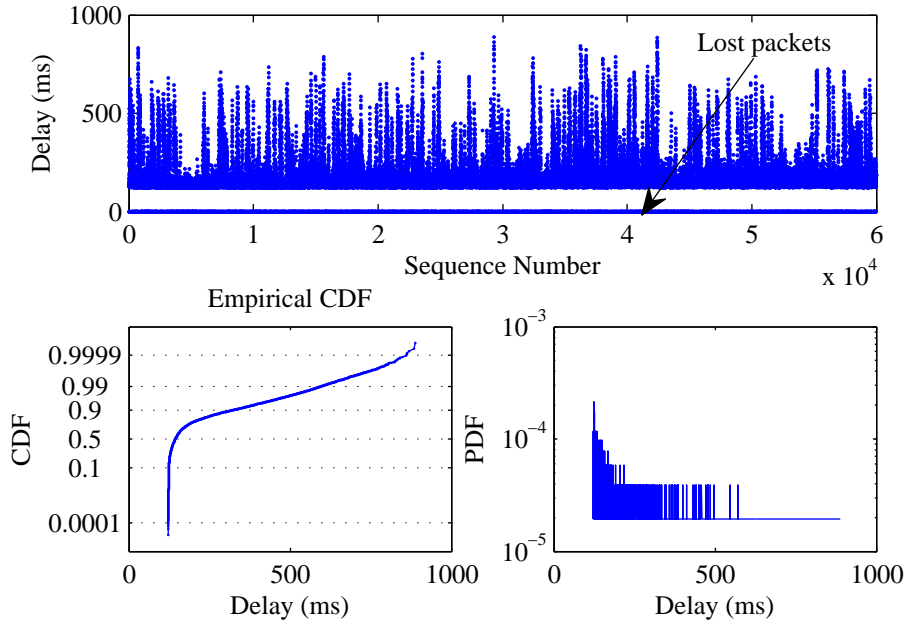 1000
Lost packets
Delay (ms)
500
0
0 1 2 3 4 5 6
Sequence Number
x 10^4
Empirical CDF
CDF
0.9999
0.99
0.9
0.5
0.1
0.0001
0 500 1000
Delay (ms)
PDF
10^−3
10^−4
10^−5
0 500 1000
Delay (ms)